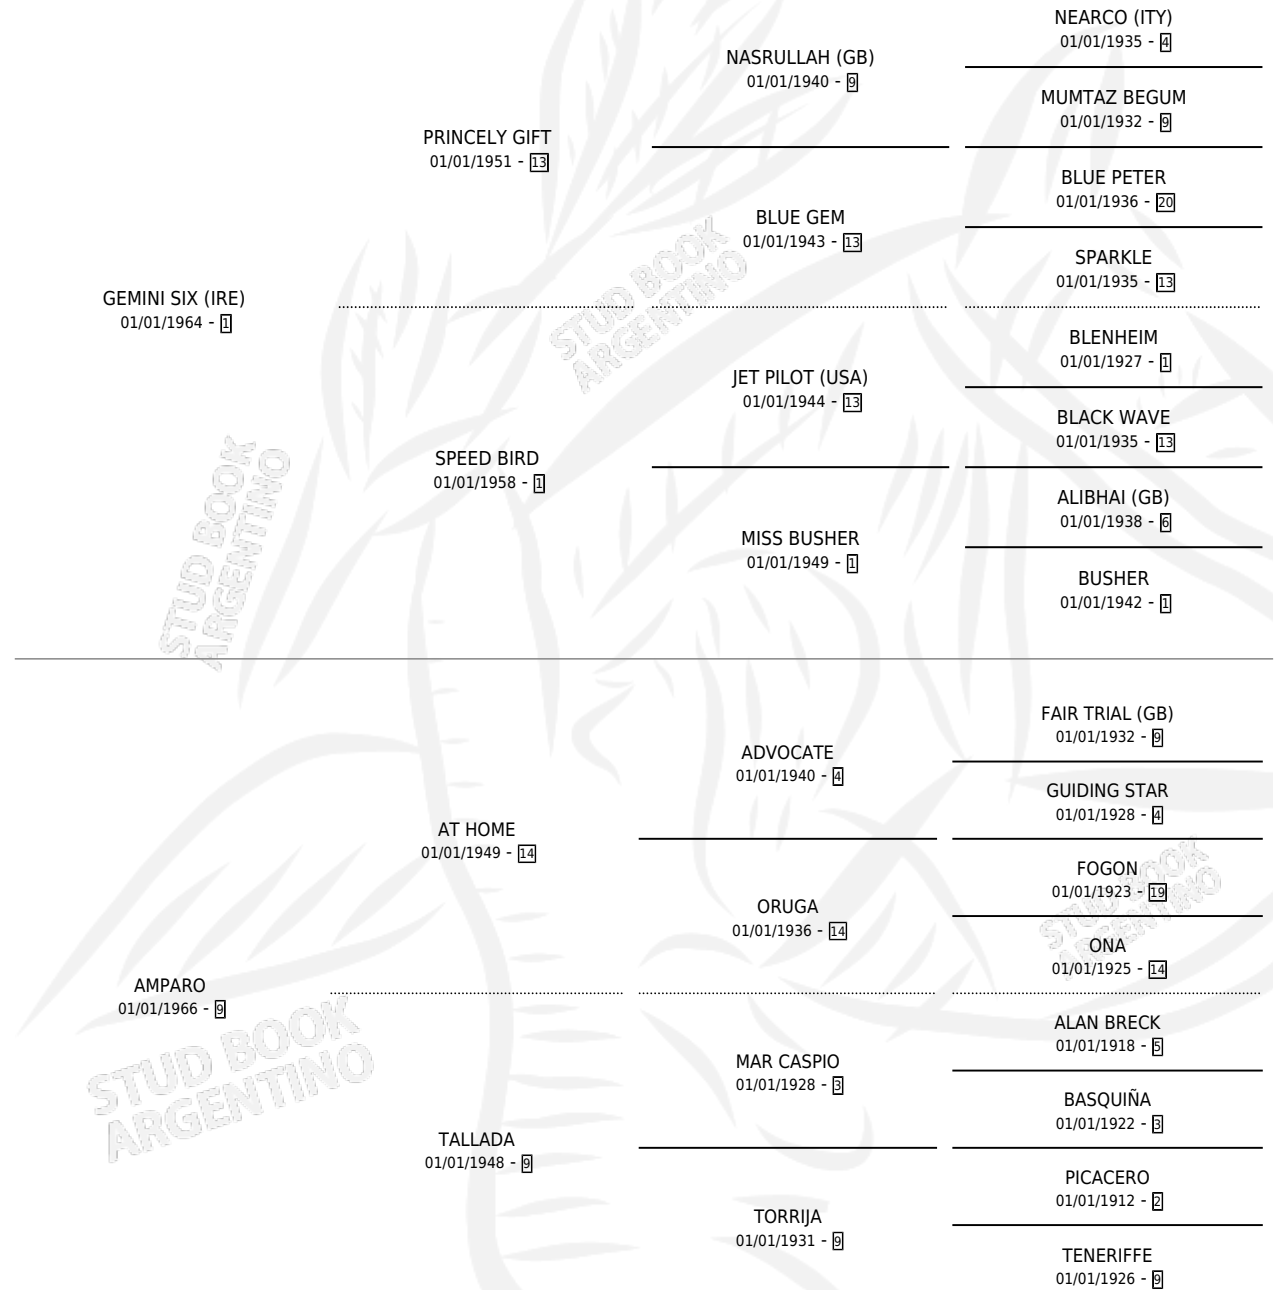 NEARCO (ITY)
01/01/1935 - 4
NASRULLAH (GB)
01/01/1940 - 9
MUMTAZ BEGUM
01/01/1932 - 9
PRINCELY GIFT
01/01/1951 - 13
BLUE PETER
01/01/1936 - 20
BLUE GEM
01/01/1943 - 13
SPARKLE
01/01/1935 - 13
GEMINI SIX (IRE)
01/01/1964 - 1
BLENHEIM
01/01/1927 - 1
JET PILOT (USA)
01/01/1944 - 13
BLACK WAVE
01/01/1935 - 13
SPEED BIRD
01/01/1958 - 1
ALIBHAI (GB)
01/01/1938 - 6
MISS BUSHER
01/01/1949 - 1
BUSHER
01/01/1942 - 1
FAIR TRIAL (GB)
01/01/1932 - 9
ADVOCATE
01/01/1940 - 4
GUIDING STAR
01/01/1928 - 4
AT HOME
01/01/1949 - 14
FOGON
01/01/1923 - 19
ORUGA
01/01/1936 - 14
ONA
01/01/1925 - 14
AMPARO
01/01/1966 - 9
ALAN BRECK
01/01/1918 - 5
MAR CASPIO
01/01/1928 - 3
BASQUIÑA
01/01/1922 - 3
TALLADA
01/01/1948 - 9
PICACERO
01/01/1912 - 2
TORRIJA
01/01/1931 - 9
TENERIFFE
01/01/1926 - 9
STUD BOOK
ARGENTINO
STUD BOOK
ARGENTINO
STUD BOOK
ARGENTINO
STUD BOOK
ARGENTINO